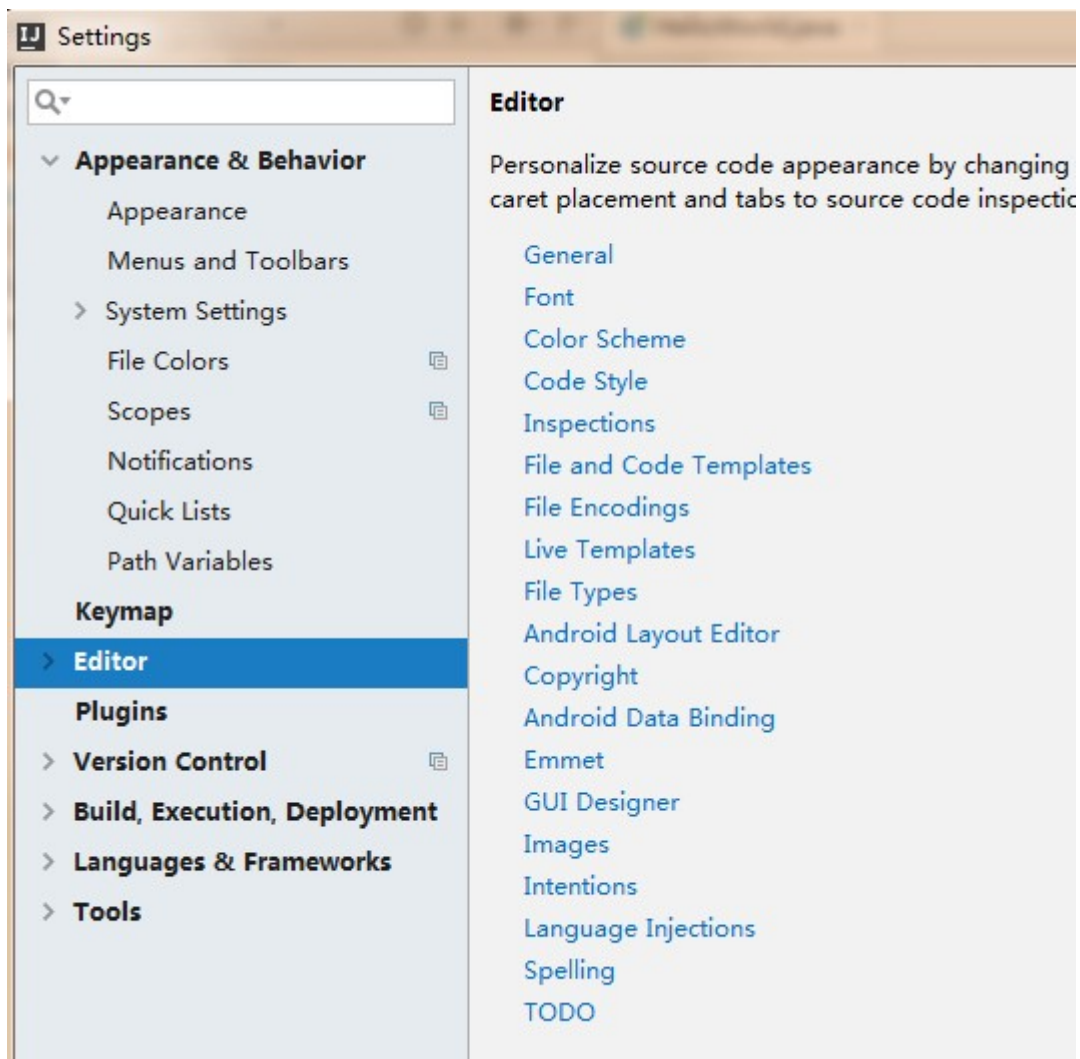 IJ Settings
Appearance & Behavior
Appearance
Menus and Toolbars
System Settings
File Colors
Scopes
Notifications
Quick Lists
Path Variables
Keymap
Editor
Plugins
Version Control
Build, Execution, Deployment
Languages & Frameworks
Tools
Editor
Personalize source code appearance by changing
caret placement and tabs to source code
General
Font
Color Scheme
Code Style
Inspections
File and Code Templates
File Encodings
Live Templates
File Types
Android Layout Editor
Copyright
Android Data Binding
Emmet
GUI Designer
Images
Intentions
Language Injections
Spelling
TODO